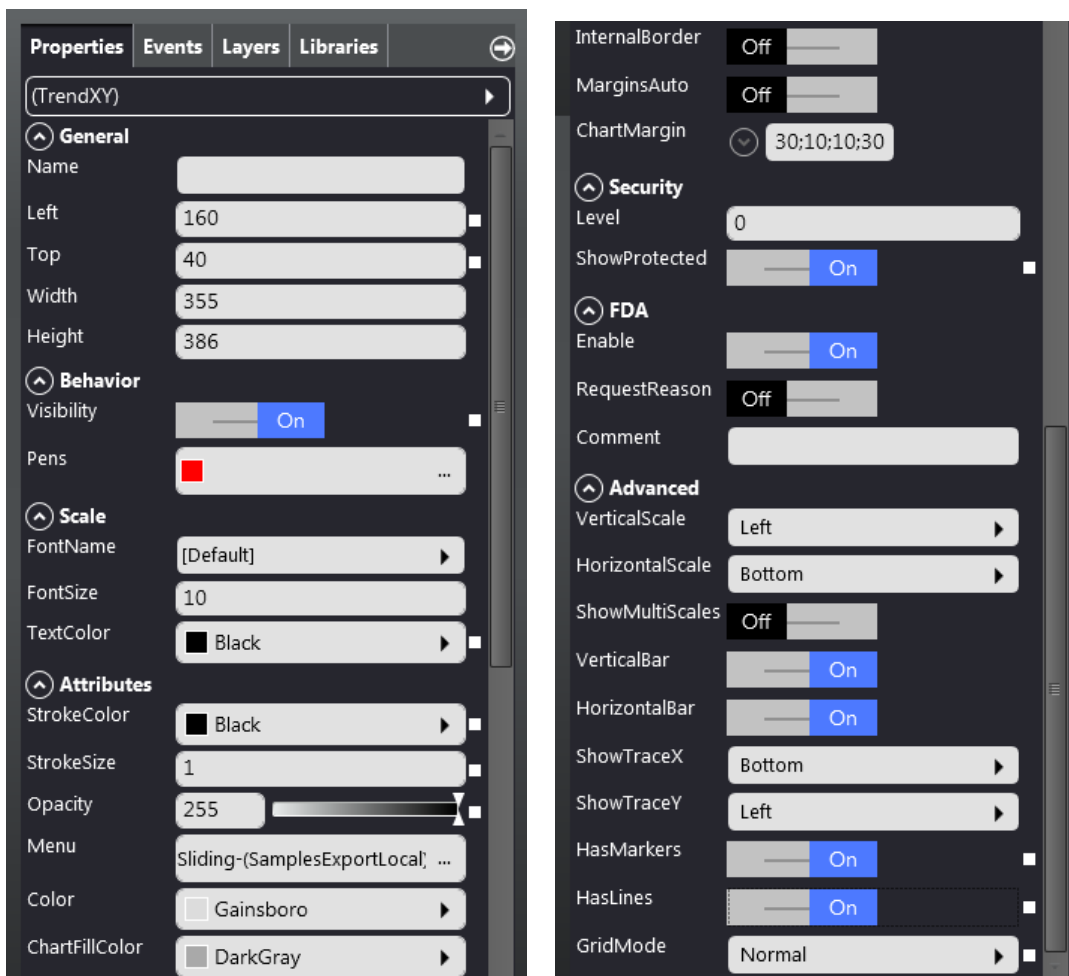 Properties Events Layers Libraries
(TrendXY)
General
Name
Left 160
Top 40
Width 355
Height 386
Behavior
Visibility On
Pens ...
Scale
FontName [Default]
FontSize 10
TextColor Black
Attributes
StrokeColor Black
StrokeSize 1
Opacity 255
Menu Sliding-(SamplesExportLocal) ...
Color Gainsboro
ChartFillColor DarkGray
InternalBorder Off
MarginsAuto Off
ChartMargin 30;10;10;30
Security
Level 0
ShowProtected On
FDA
Enable On
RequestReason Off
Comment
Advanced
VerticalScale Left
HorizontalScale Bottom
ShowMultiScales Off
VerticalBar On
HorizontalBar On
ShowTraceX Bottom
ShowTraceY Left
HasMarkers On
HasLines On
GridMode Normal